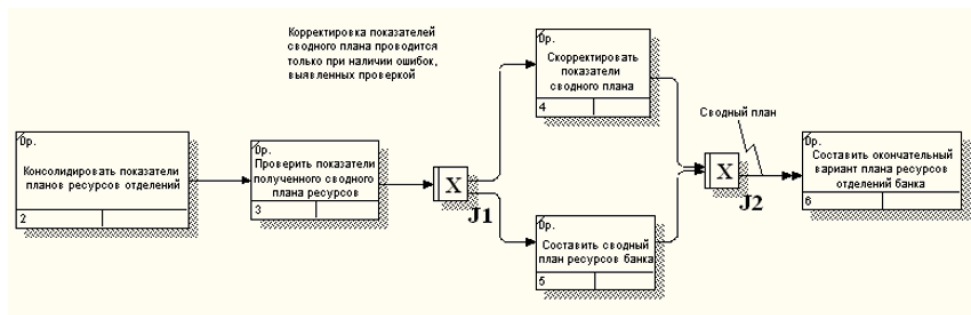 Корректировка показателей
сводного плана проводится
только при наличии ошибок,
выявленных проверкой
0р.
Консолидировать показатели
планов ресурсов отделений
2
0р.
Проверить показатели
полученного сводного
плана ресурсов
3
X
J1
0р.
Скорректировать
показатели
сводного плана
4
0р.
Составить сводный
план ресурсов банка
5
X
J2
Сводный план
0р.
Составить окончательный
вариант плана ресурсов
отделений банка
6